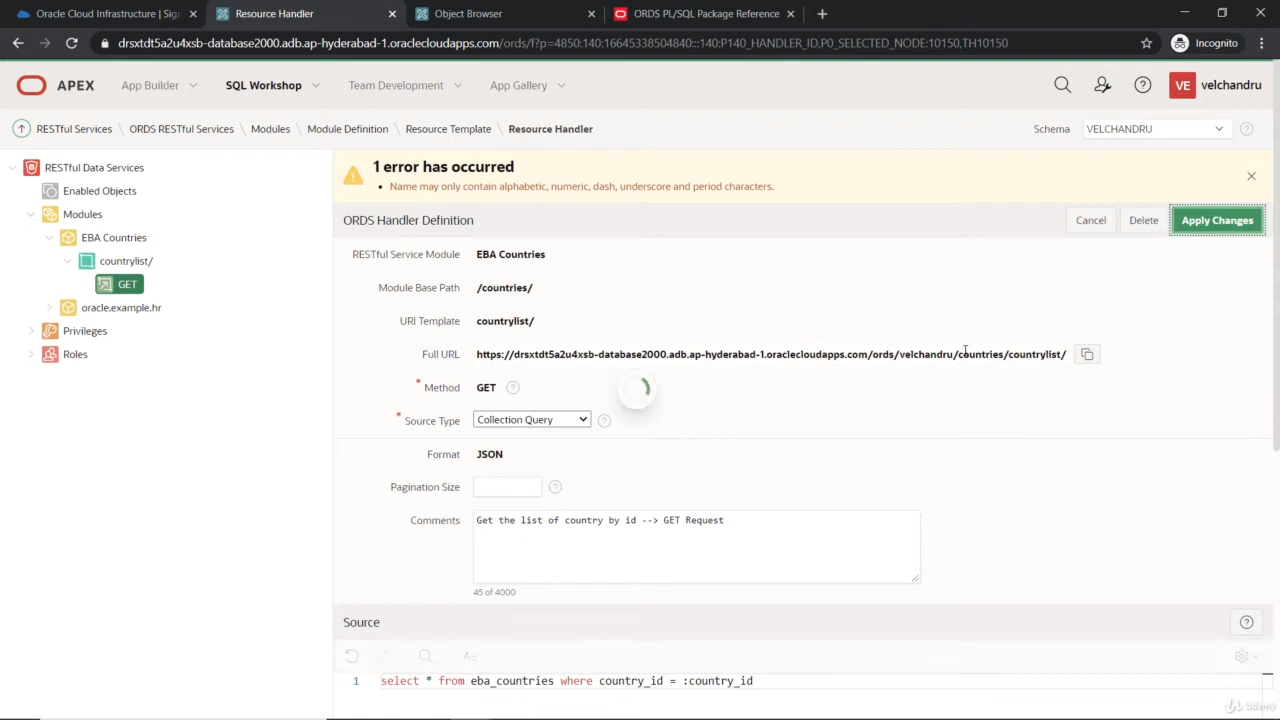 Oracle Cloud Infrastructure | Sign
Resource Handler
Object Browser
ORDS PL/SQL Package Reference
drsxtdt5a2u4xsb-database2000.adb.ap-hyderabad-1.oraclecloudapps.com/ords/f?p=4850:140:16645338504840:::140:P140_HANDLER_ID,P0_SELECTED_NODE:10150,TH10150
Incognito
APEX
App Builder
SQL Workshop
Team Development
App Gallery
VE
velchandru
RESTful Services \ ORDS RESTful Services \ Modules \ Module Definition \ Resource Template \ Resource Handler
Schema
VELCHANDRU
RESTful Data Services
Enabled Objects
Modules
EBA Countries
countrylist/
GET
oracle.example.hr
Privileges
Roles
1 error has occurred
Name may only contain alphabetic, numeric, dash, underscore and period characters.
ORDS Handler Definition
Cancel
Delete
Apply Changes
RESTful Service Module EBA Countries
Module Base Path /countries/
URI Template countrylist/
Full URL https://drsxtdt5a2u4xsb-database2000.adb.ap-hyderabad-1.oraclecloudapps.com/ords/velchandru/countries/countrylist/
* Method GET
* Source Type Collection Query
Format JSON
Pagination Size
Comments Get the list of country by id --> GET Request
45 of 4000
Source
1 select * from eba_countries where country_id = :country_id
Udemy